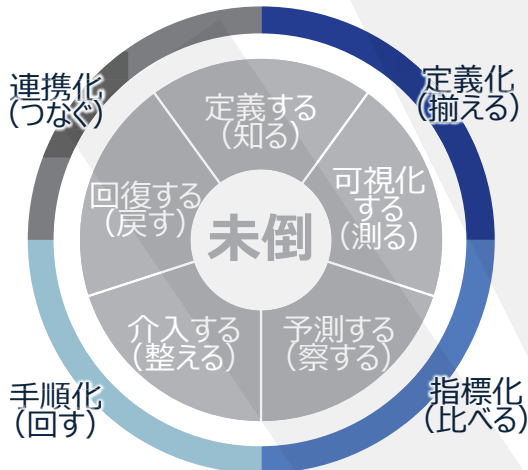 連携化
(つなぐ)
定義化
(揃える)
定義する
(知る)
回復する
(戻す)
可視化
する
(測る)
未倒
介入する
(整える)
予測する
(察する)
手順化
(回す)
指標化
(比べる)